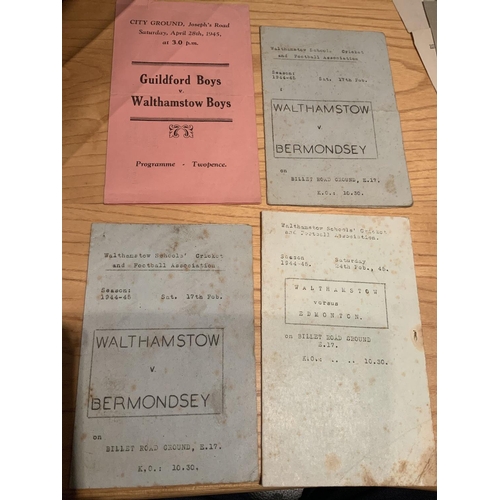 CITY GROUND, Joseph's Road
Saturday, April 28th, 1945,
at 3.0 p.m.
Guildford Boys
v.
Walthamstow Boys
Programme - Twopence.
Walthamstow Schools Cricket
and Football Association.
Season:
1944-45 Sat. 17th Feb.
WALTHAMSTOW
v
BERMONDSEY
on
BILLET ROAD GROUND, E.17.
K.O: 10.30.
Walthamstow Schools' Cricket
and Football Association.
Season:
1944-45 Sat. 17th Feb.
WALTHAMSTOW
v.
BERMONDSEY
on
BILLET ROAD GROUND, E.17.
K.O.: 10.30.
Walthamstow Schools' Cricket
and Football Association.
Season Saturday
1944-45. 24th Feb., 45.
WALTHAMSTOW
versus
EDMONTON.
on BILLET ROAD GROUND
E.17.
K.O.: .. .. 10.30.